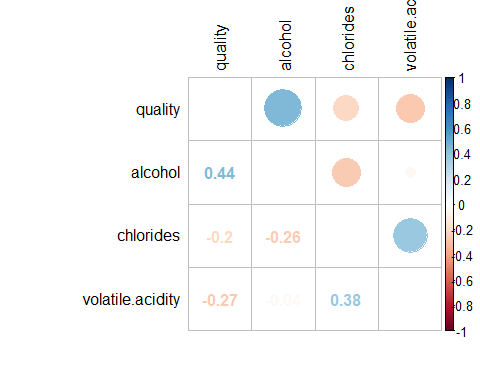 quality
alcohol
chlorides
volatile.ac
quality
alcohol 0.44
chlorides -0.2 -0.26
volatile.acidity -0.27 -0.04 0.38
1
0.8
0.6
0.4
0.2
0
-0.2
-0.4
-0.6
-0.8
-1